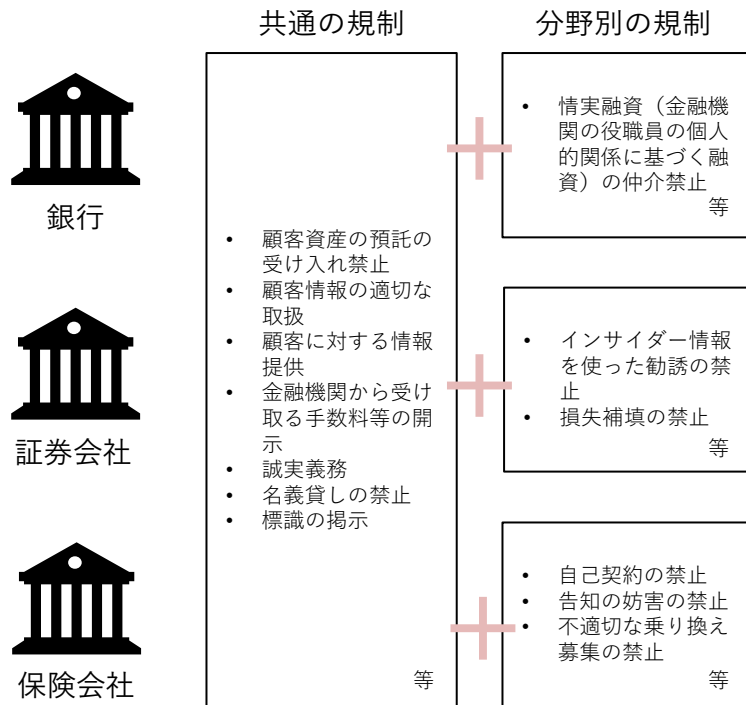 共通の規制
分野別の規制
銀行
証券会社
保険会社
• 顧客資産の預託の
受け入れ禁止
• 顧客情報の適切な
取扱
• 顧客に対する情報
提供
• 金融機関から受け
取る手数料等の開
示
• 誠実義務
• 名義貸しの禁止
• 標識の掲示
等
• 情実融資（金融機
関の役職員の個人
的関係に基づく融
資）の仲介禁止
等
• インサイダー情報
を使った勧誘の禁
止
• 損失補填の禁止
等
• 自己契約の禁止
• 告知の妨害の禁止
• 不適切な乗り換え
募集の禁止
等